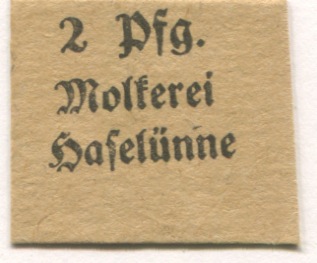 2 Pfg.
Molkerei
Haselünne